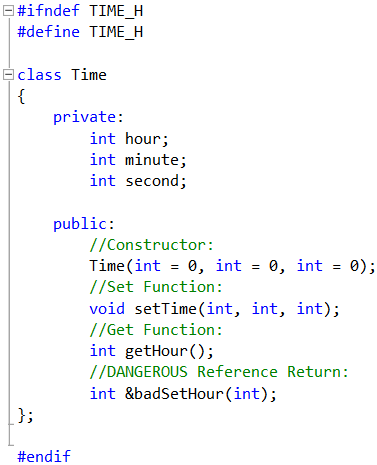 #ifndef TIME_H
#define TIME_H
class Time
{
private:
int hour;
int minute;
int second;
public:
//Constructor:
Time(int = 0, int = 0, int = 0);
//Set Function:
void setTime(int, int, int);
//Get Function:
int getHour();
//DANGEROUS Reference Return:
int &badSetHour(int);
};
#endif